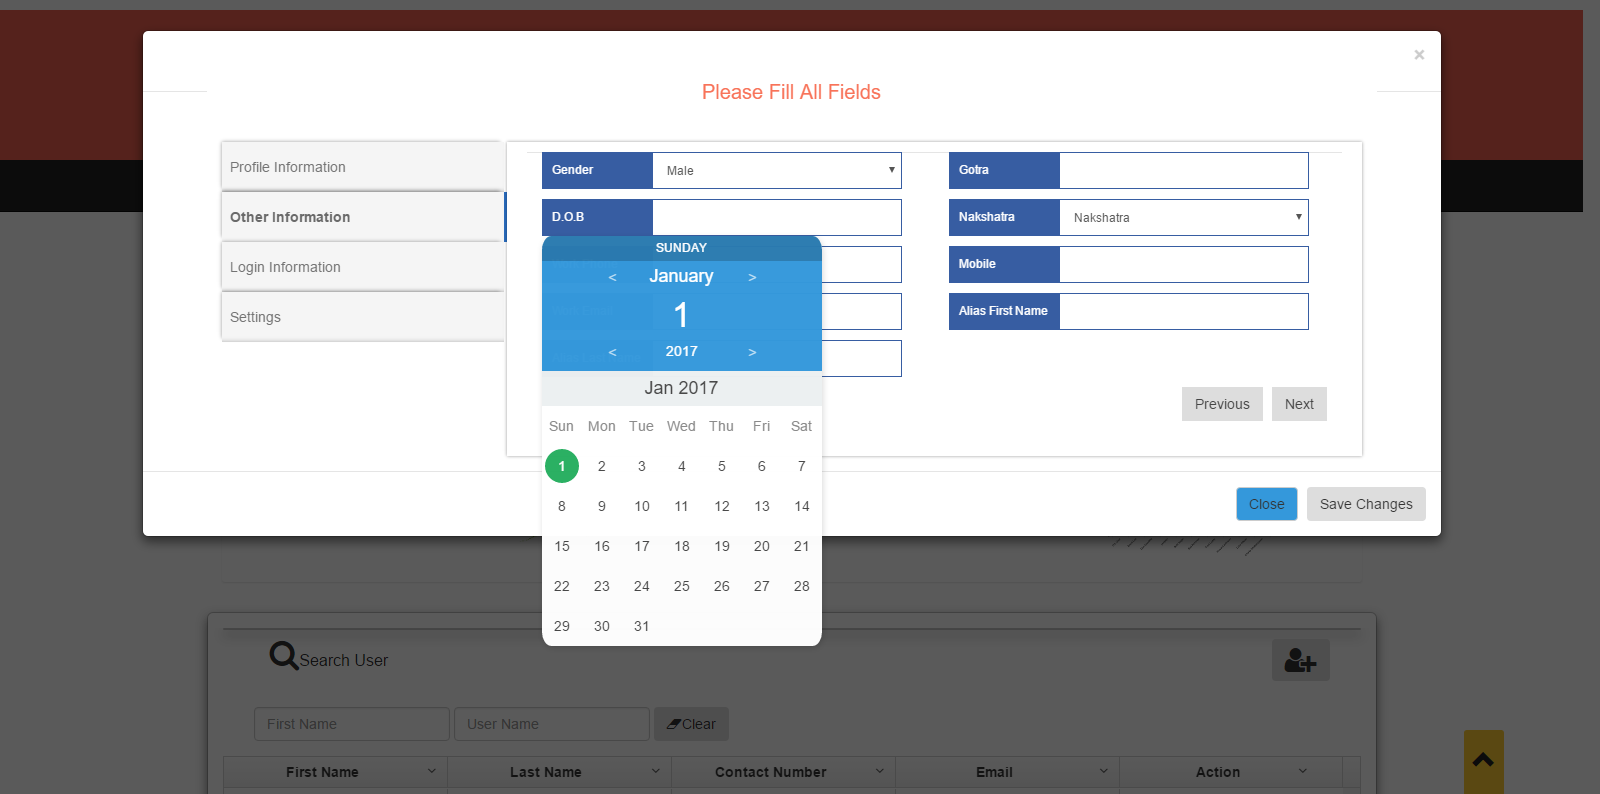 ×
Please Fill All Fields
Profile Information
Other Information
Login Information
Settings
Gender
Male
Gotra
D.O.B
Nakshatra
Nakshatra
Mobile
Alias First Name
SUNDAY
< January >
1
< 2017 >
Jan 2017
Sun Mon Tue Wed Thu Fri Sat
1 2 3 4 5 6 7
8 9 10 11 12 13 14
15 16 17 18 19 20 21
22 23 24 25 26 27 28
29 30 31
Previous Next
Close Save Changes
Search User
First Name User Name Clear
First Name Last Name Contact Number Email Action